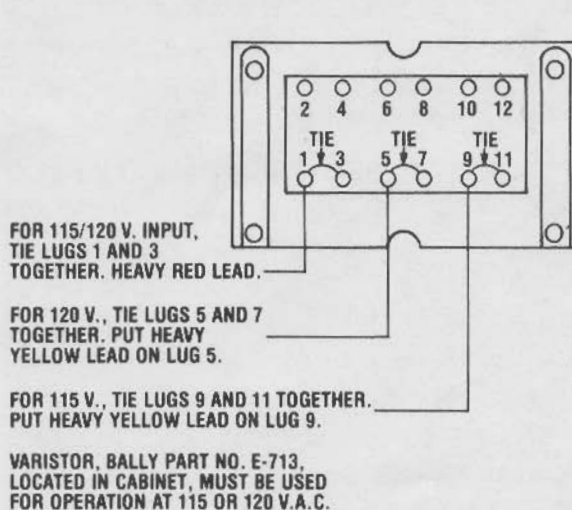 2 4 6 8 10 12
TIE TIE TIE
1 3 5 7 9 11
FOR 115/120 V. INPUT,
TIE LUGS 1 AND 3
TOGETHER. HEAVY RED LEAD.
FOR 120 V., TIE LUGS 5 AND 7
TOGETHER. PUT HEAVY
YELLOW LEAD ON LUG 5.
FOR 115 V., TIE LUGS 9 AND 11 TOGETHER.
PUT HEAVY YELLOW LEAD ON LUG 9.
VARISTOR, BALLY PART NO. E-713,
LOCATED IN CABINET, MUST BE USED
FOR OPERATION AT 115 OR 120 V.A.C.